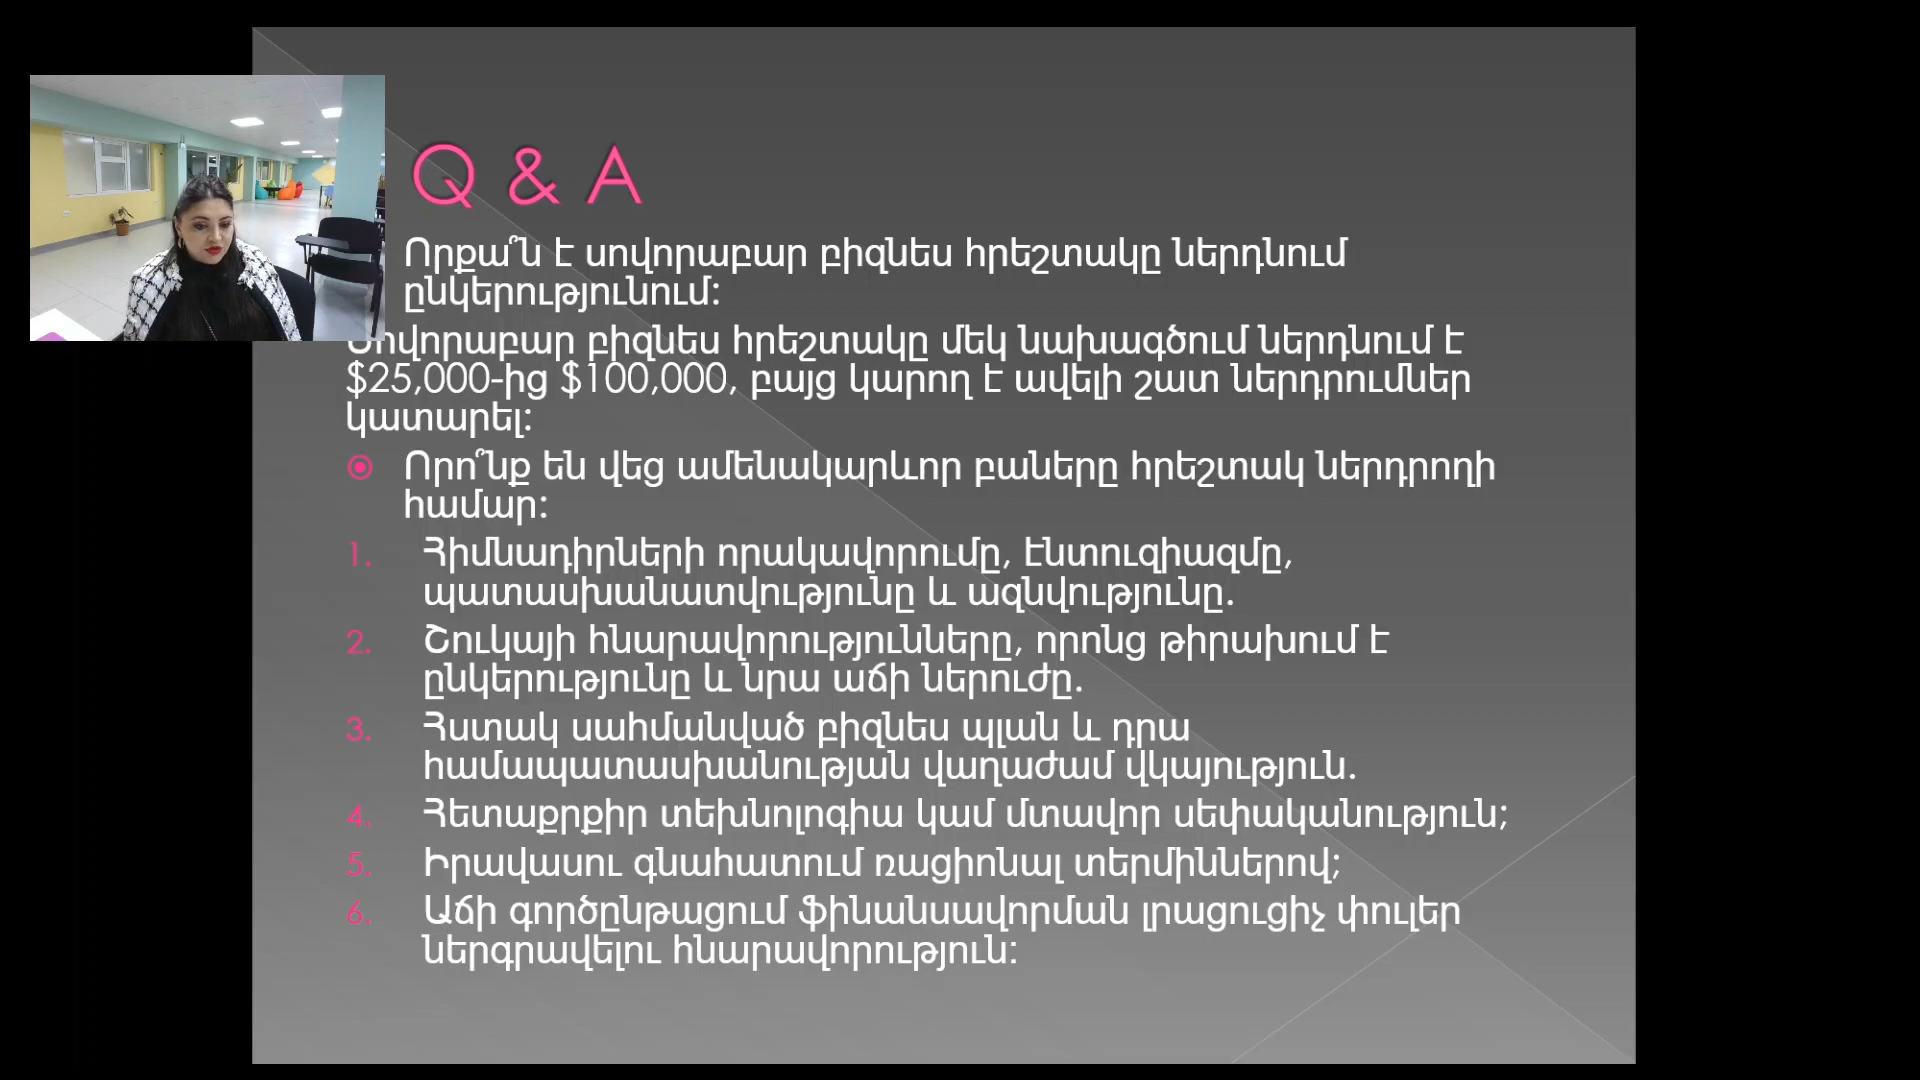 Q & A
Որքա՞ն է սովորաբար բիզնես հրեշտակը ներդնում
ընկերությունում:
Սովորաբար բիզնես հրեշտակը մեկ նախագծում ներդնում է
$25,000-ից $100,000, բայց կարող է ավելի շատ ներդրումներ
կատարել:
Որո՞նք են վեց ամենակարևոր բաները հրեշտակ ներդրողի
համար:
1. Հիմնադիրների որակավորումը, էնտուզիազմը,
պատասխանատվությունը և ազնվությունը.
2. Շուկայի հնարավորությունները, որոնց թիրախում է
ընկերությունը և նրա աճի ներուժը.
3. Հստակ սահմանված բիզնես պլան և դրա
համապատասխանության վաղաժամ վկայություն.
4. Հետաքրքիր տեխնոլոգիա կամ մտավոր սեփականություն;
5. Իրավասու գնահատում ռացիոնալ տերմիններով;
6. Աճի գործընթացում ֆինանսավորման լրացուցիչ փուլեր
ներգրավելու հնարավորություն: